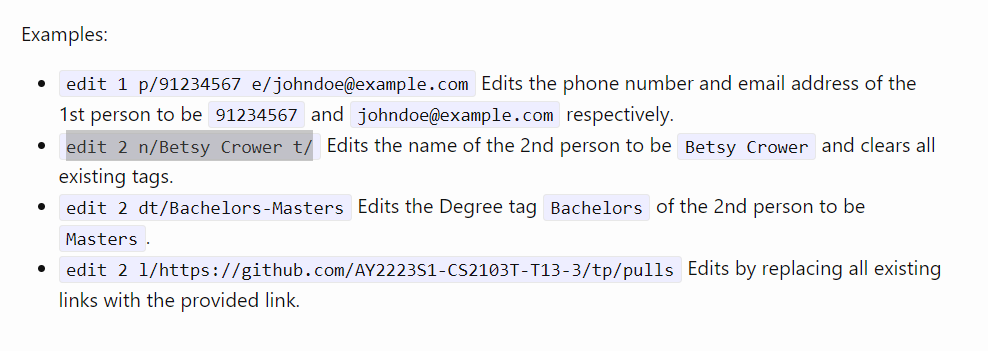 Examples:
edit 1 p/91234567 e/johndoe@example.com Edits the phone number and email address of the
1st person to be 91234567 and johndoe@example.com respectively.
edit 2 n/Betsy Crower t/ Edits the name of the 2nd person to be Betsy Crower and clears all
existing tags.
edit 2 dt/Bachelors-Masters Edits the Degree tag Bachelors of the 2nd person to be
Masters.
edit 2 l/https://github.com/AY2223S1-CS2103T-T13-3/tp/pulls Edits by replacing all existing
links with the provided link.